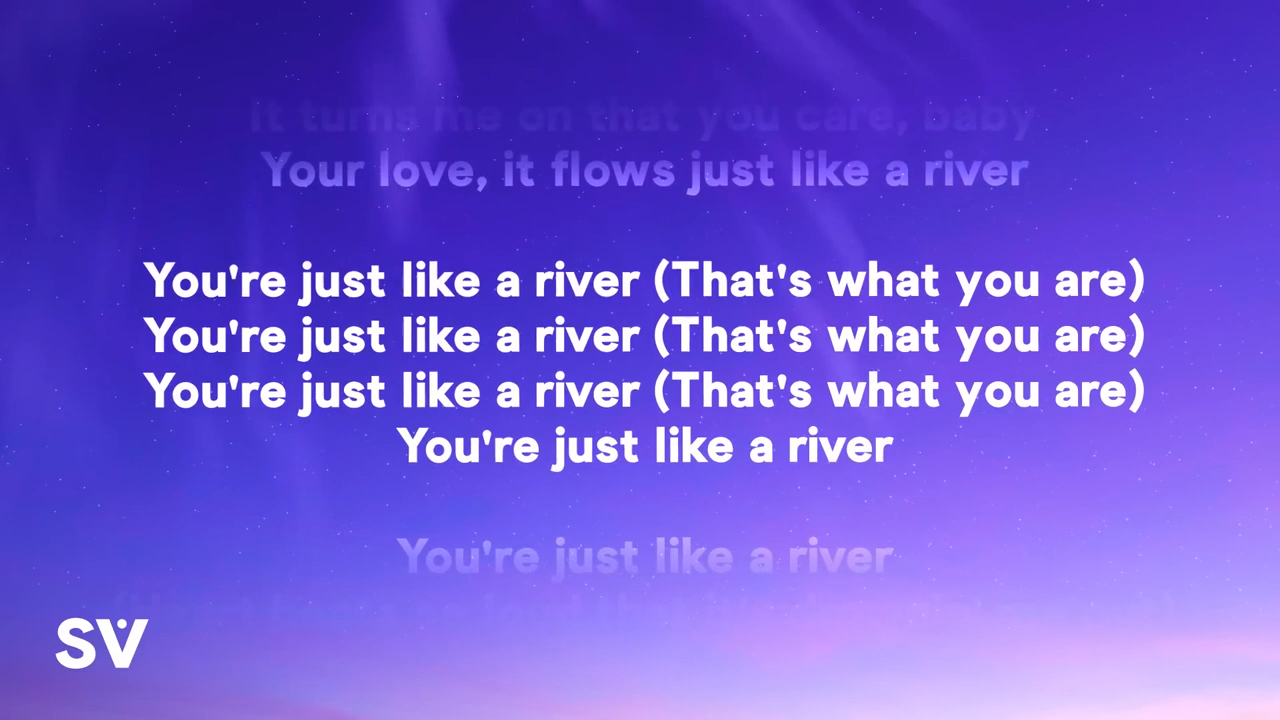 It turns me on that you care, baby
Your love, it flows just like a river
You're just like a river (That's what you are)
You're just like a river (That's what you are)
You're just like a river (That's what you are)
You're just like a river
You're just like a river
SV